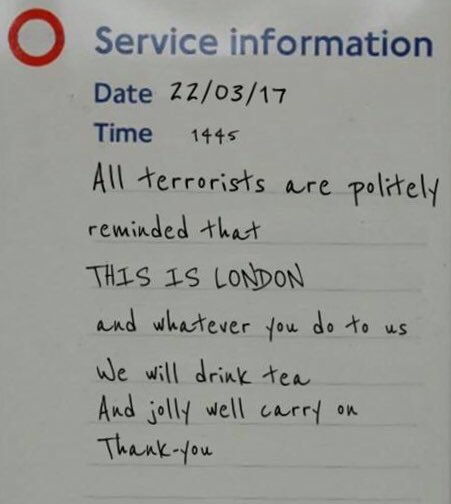 Service information
Date 22/03/17
Time 1445
All terrorists are politely
reminded that
THIS IS LONDON
and whatever you do to us
We will drink tea
And jolly well carry on
Thank-you